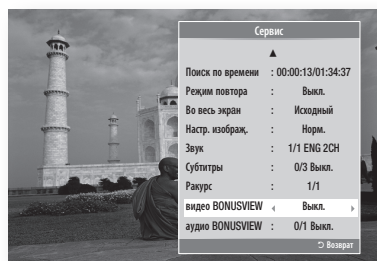 Сервис
▲
Поиск по времени : 00:00:13/01:34:37
Режим повтора : Выкл.
Во весь экран : Исходный
Настр. изображ. : Норм.
Звук : 1/1 ENG 2CH
Субтитры : 0/3 Выкл.
Ракурс : 1/1
видео BONUSVIEW ◀ Выкл. ▶
аудио BONUSVIEW : 0/1 Выкл.
⮌ Возврат